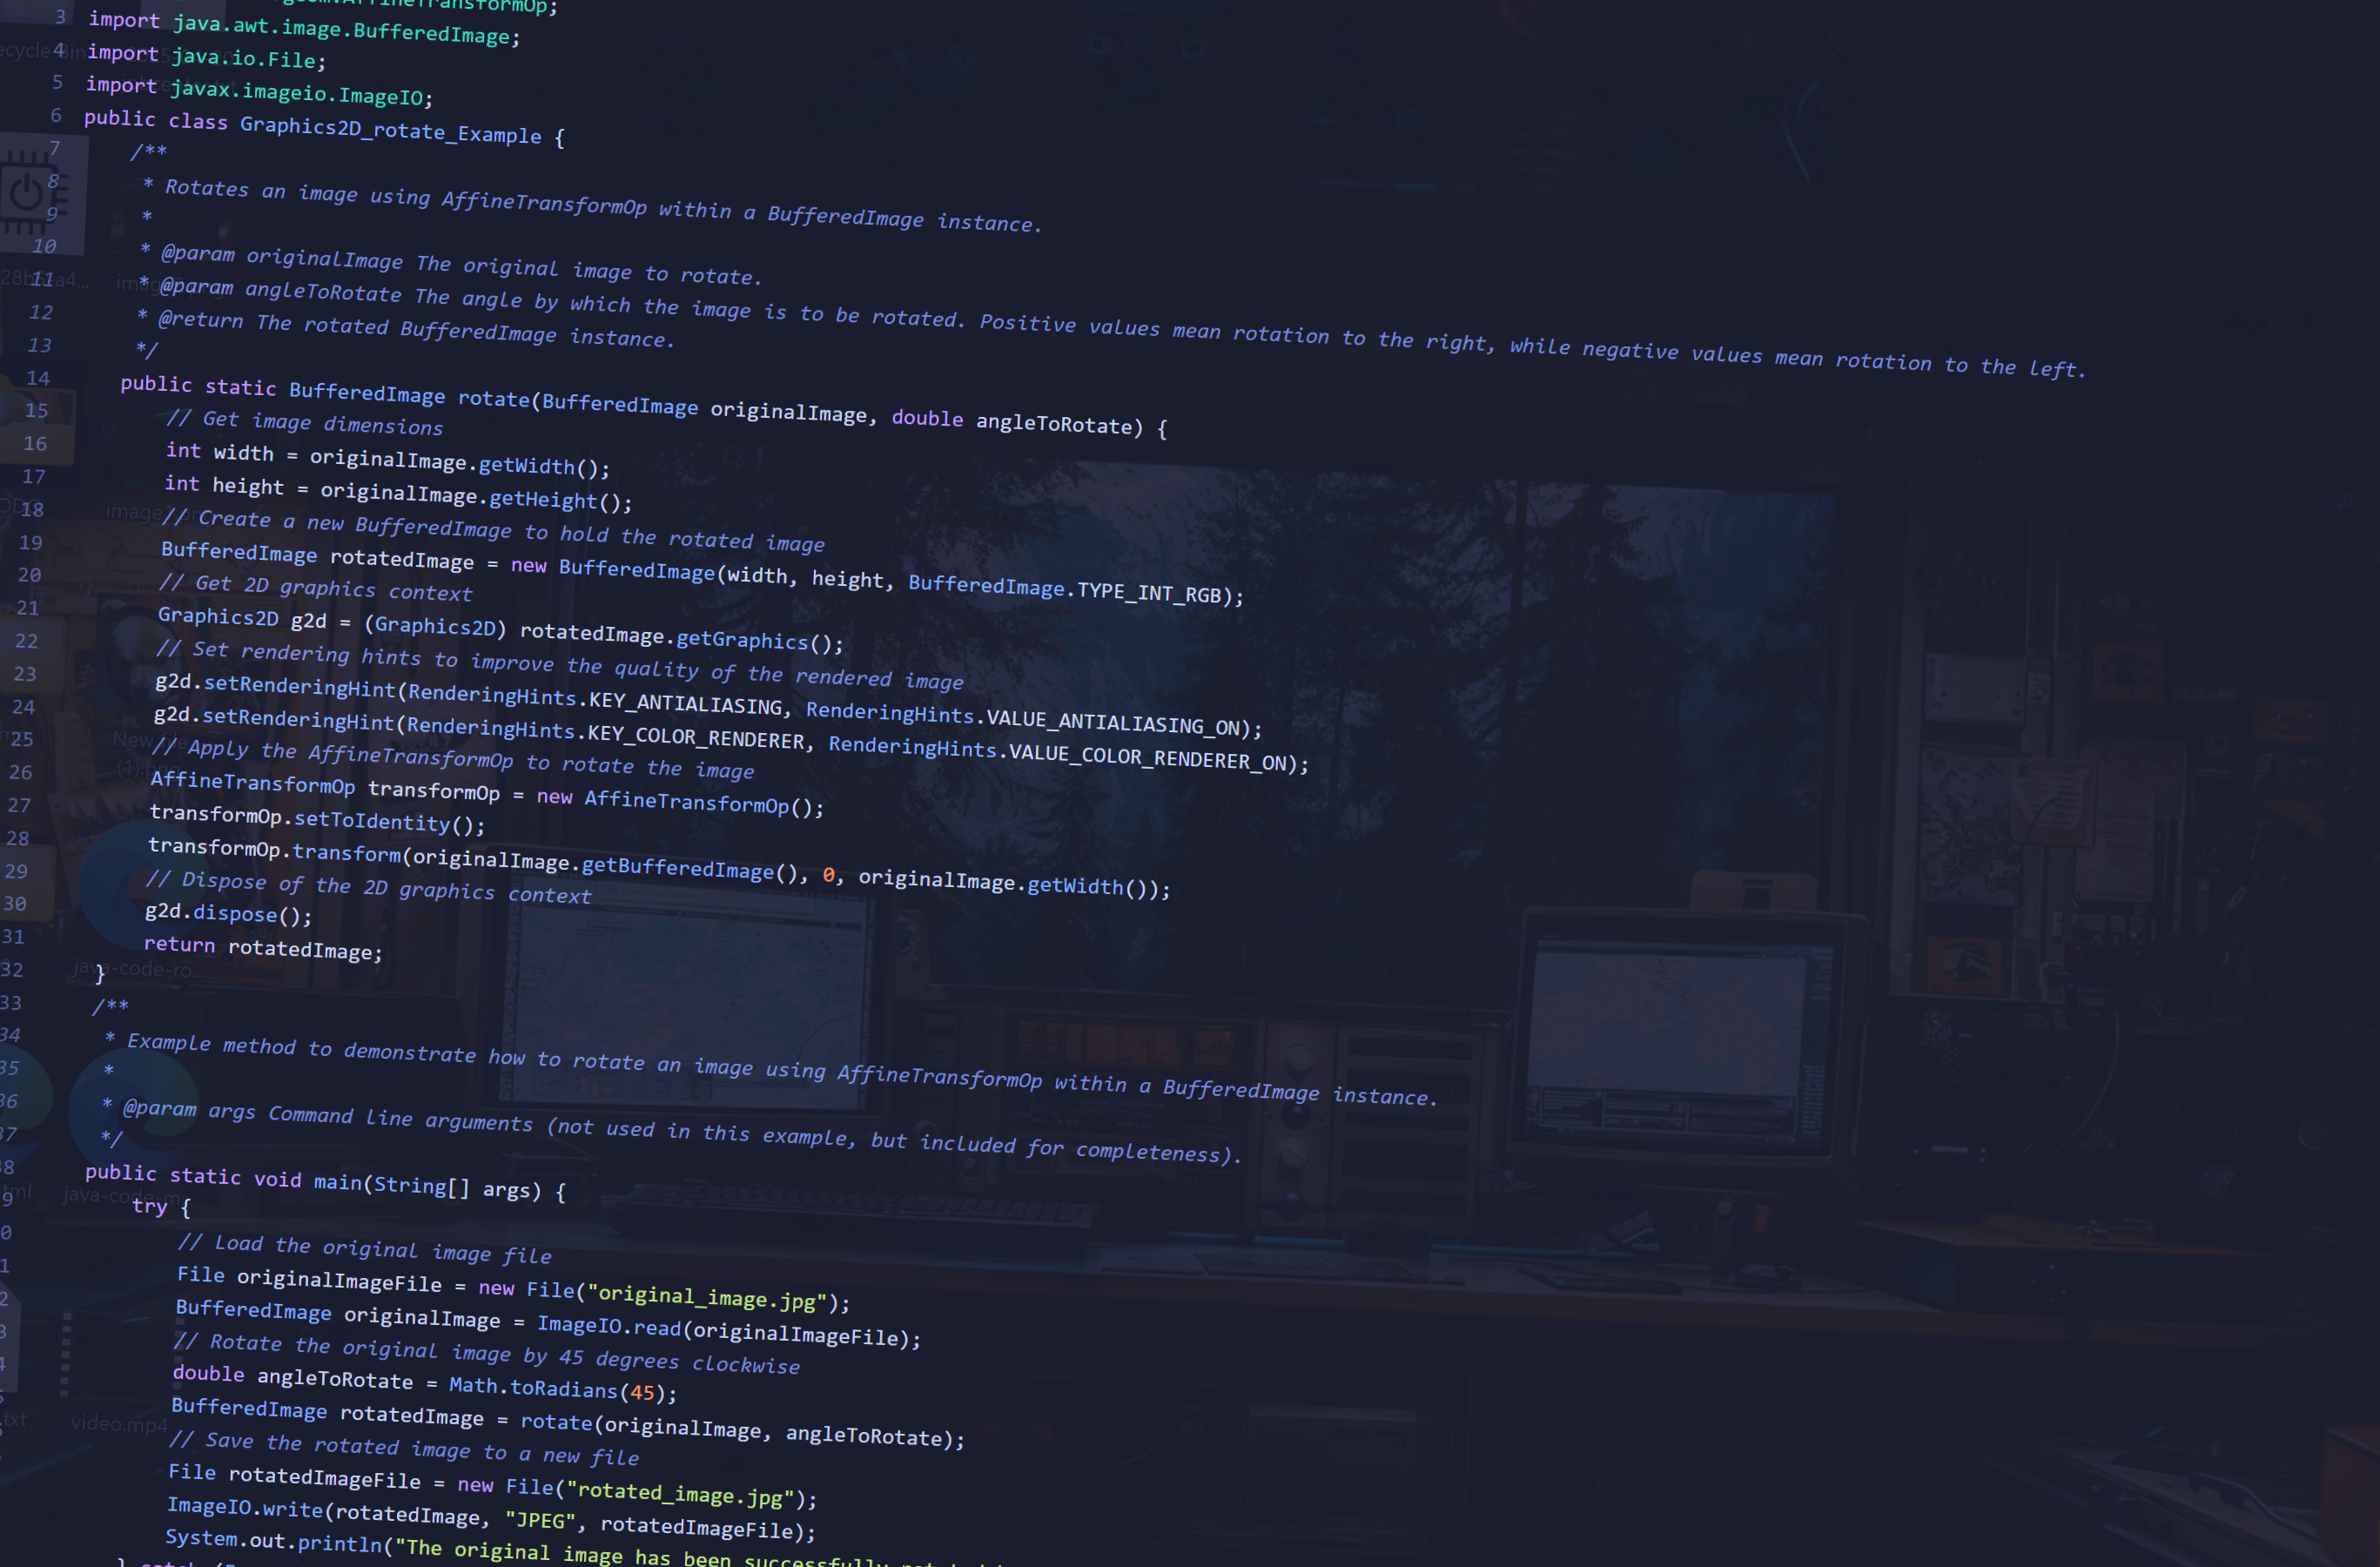 AffineTransformOp;
3 import java.awt.image.BufferedImage;
4 import java.io.File;
5 import javax.imageio.ImageIO;
6 public class Graphics2D_rotate_Example {
7 /**
8 * Rotates an image using AffineTransformOp within a BufferedImage instance.
9 *
10 * @param originalImage The original image to rotate.
11 * @param angleToRotate The angle by which the image is to be rotated. Positive values mean rotation to the right, while negative values mean rotation to the left.
12 * @return The rotated BufferedImage instance.
13 */
14 public static BufferedImage rotate(BufferedImage originalImage, double angleToRotate) {
15 // Get image dimensions
16 int width = originalImage.getWidth();
17 int height = originalImage.getHeight();
18 // Create a new BufferedImage to hold the rotated image
19 BufferedImage rotatedImage = new BufferedImage(width, height, BufferedImage.TYPE_INT_RGB);
20 // Get 2D graphics context
21 Graphics2D g2d = (Graphics2D) rotatedImage.getGraphics();
22 // Set rendering hints to improve the quality of the rendered image
23 g2d.setRenderingHint(RenderingHints.KEY_ANTIALIASING, RenderingHints.VALUE_ANTIALIASING_ON);
24 g2d.setRenderingHint(RenderingHints.KEY_COLOR_RENDERER, RenderingHints.VALUE_COLOR_RENDERER_ON);
25 // Apply the AffineTransformOp to rotate the image
26 AffineTransformOp transformOp = new AffineTransformOp();
27 transformOp.setToIdentity();
28 transformOp.transform(originalImage.getBufferedImage(), 0, originalImage.getWidth());
29 // Dispose of the 2D graphics context
30 g2d.dispose();
31 return rotatedImage;
32 }
33 /**
34 * Example method to demonstrate how to rotate an image using AffineTransformOp within a BufferedImage instance.
35 *
36 * @param args Command line arguments (not used in this example, but included for completeness).
37 */
8 public static void main(String[] args) {
9 try {
0 // Load the original image file
1 File originalImageFile = new File("original_image.jpg");
2 BufferedImage originalImage = ImageIO.read(originalImageFile);
3 // Rotate the original image by 45 degrees clockwise
4 double angleToRotate = Math.toRadians(45);
BufferedImage rotatedImage = rotate(originalImage, angleToRotate);
// Save the rotated image to a new file
File rotatedImageFile = new File("rotated_image.jpg");
ImageIO.write(rotatedImage, "JPEG", rotatedImageFile);
System.out.println("The original image has been successfully
} catch
New file
(1).png
java-code-ro...
java-code-m
video.mp4